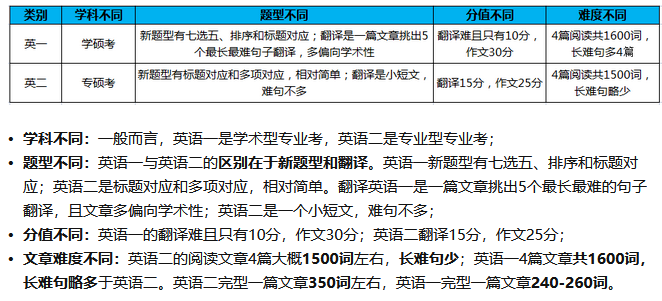 类别 学科不同 题型不同 分值不同 难度不同
英一 学硕考 新题型有七选五、排序和标题对应；翻译是一篇文章挑出5 翻译难且只有10分， 4篇阅读共1600词，
个最长最难句子翻译，多偏向学术性 作文30分 长难句多4篇
英二 专硕考 新题型有标题对应和多项对应，相对简单；翻译是小短文， 翻译15分，作文25分 4篇阅读共1500词，
难句不多 长难句略少
• 学科不同：一般而言，英语一是学术型专业考，英语二是专业型专业考；
• 题型不同：英语一与英语二的区别在于新题型和翻译。英语一新题型有七选五、排序和标题对
应；英语二是标题对应和多项对应，相对简单。翻译英语一是一篇文章挑出5个最长最难的句子
翻译，且文章多偏向学术性；英语二是一个小短文，难句不多；
• 分值不同：英语一的翻译难且只有10分，作文30分；英语二翻译15分，作文25分；
• 文章难度不同：英语二的阅读文章4篇大概1500词左右，长难句少；英语一4篇文章共1600词，
长难句略多于英语二。英语二完型一篇文章350词左右，英语一完型一篇文章240-260词。